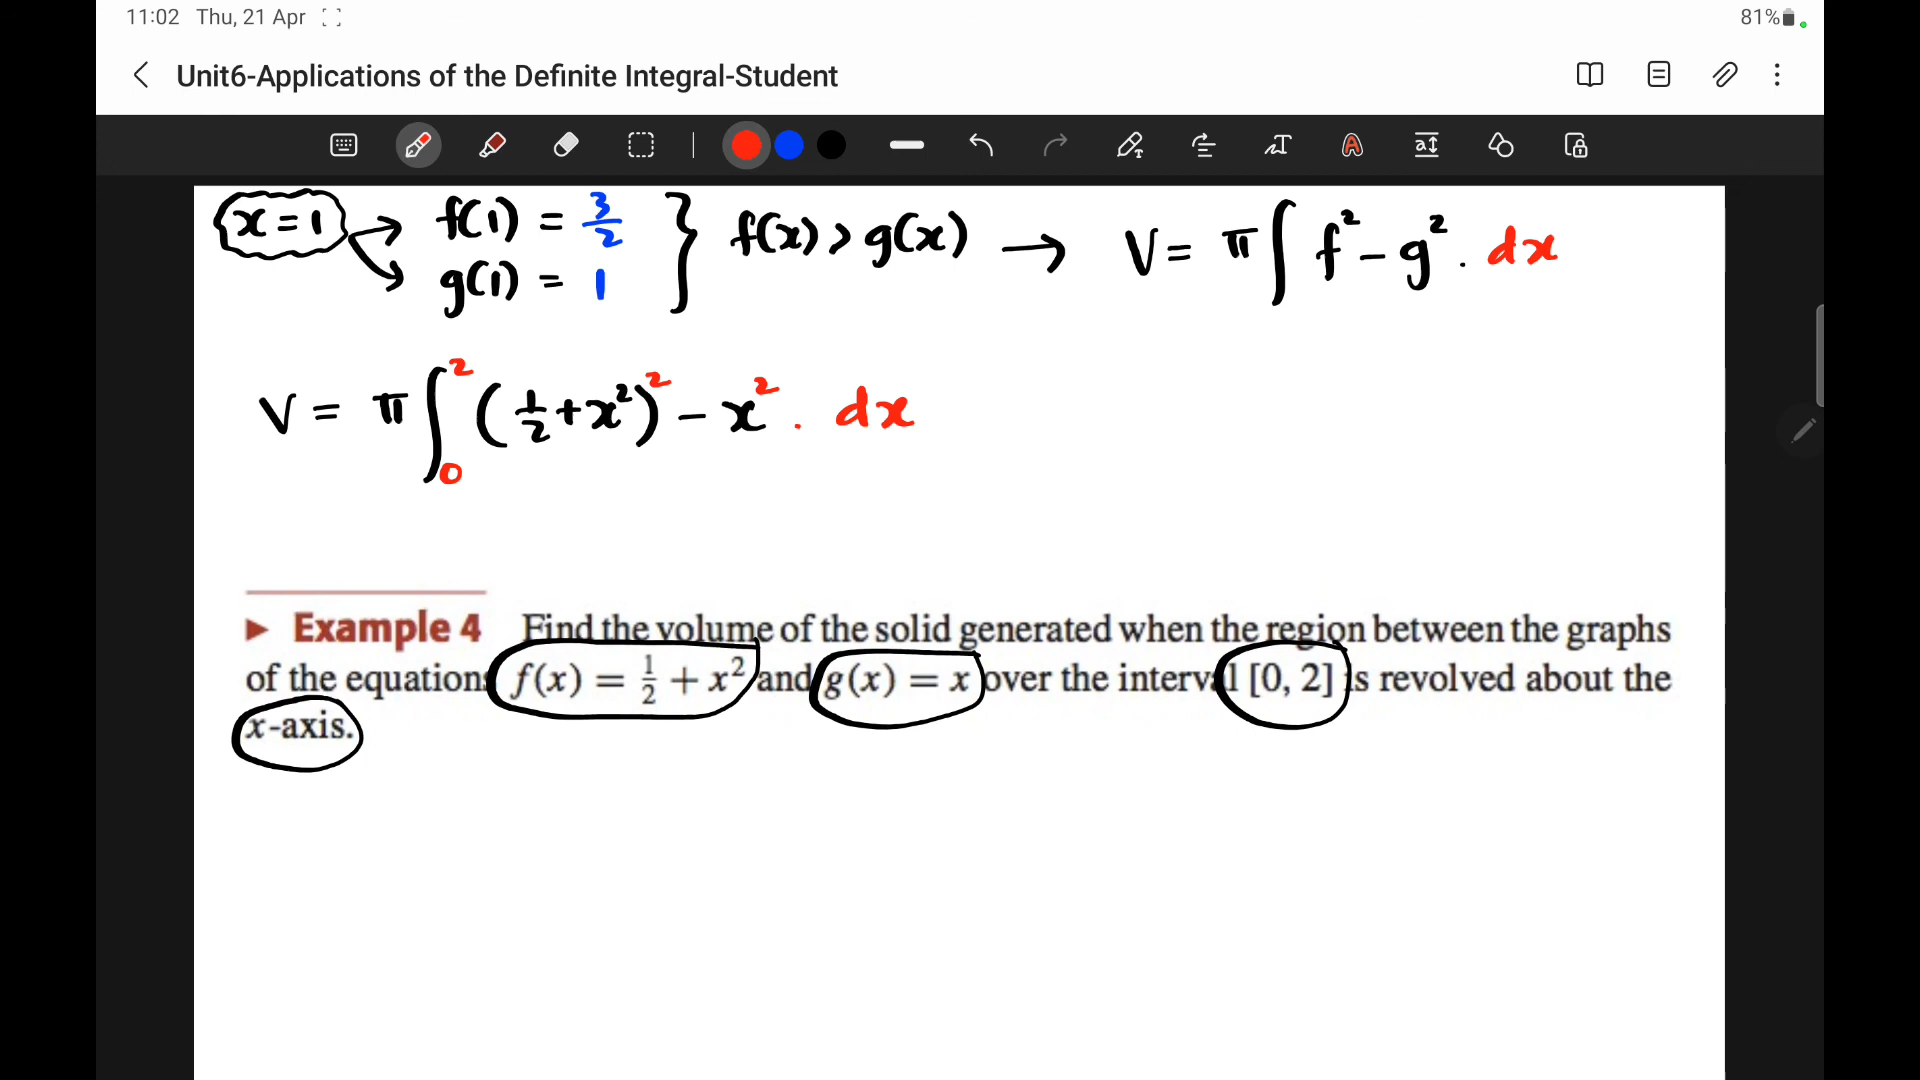 11:02 Thu, 21 Apr
81%
Unit6-Applications of the Definite Integral-Student
x = 1 → f(1) = 3/2 } f(x) > g(x) → V = π∫ f² - g² . dx
g(1) = 1
V = π∫₀² (1/2 + x²)² - x² . dx
► Example 4 Find the volume of the solid generated when the region between the graphs
of the equations f(x) = 1/2 + x² and g(x) = x over the interval [0, 2] is revolved about the
x-axis.